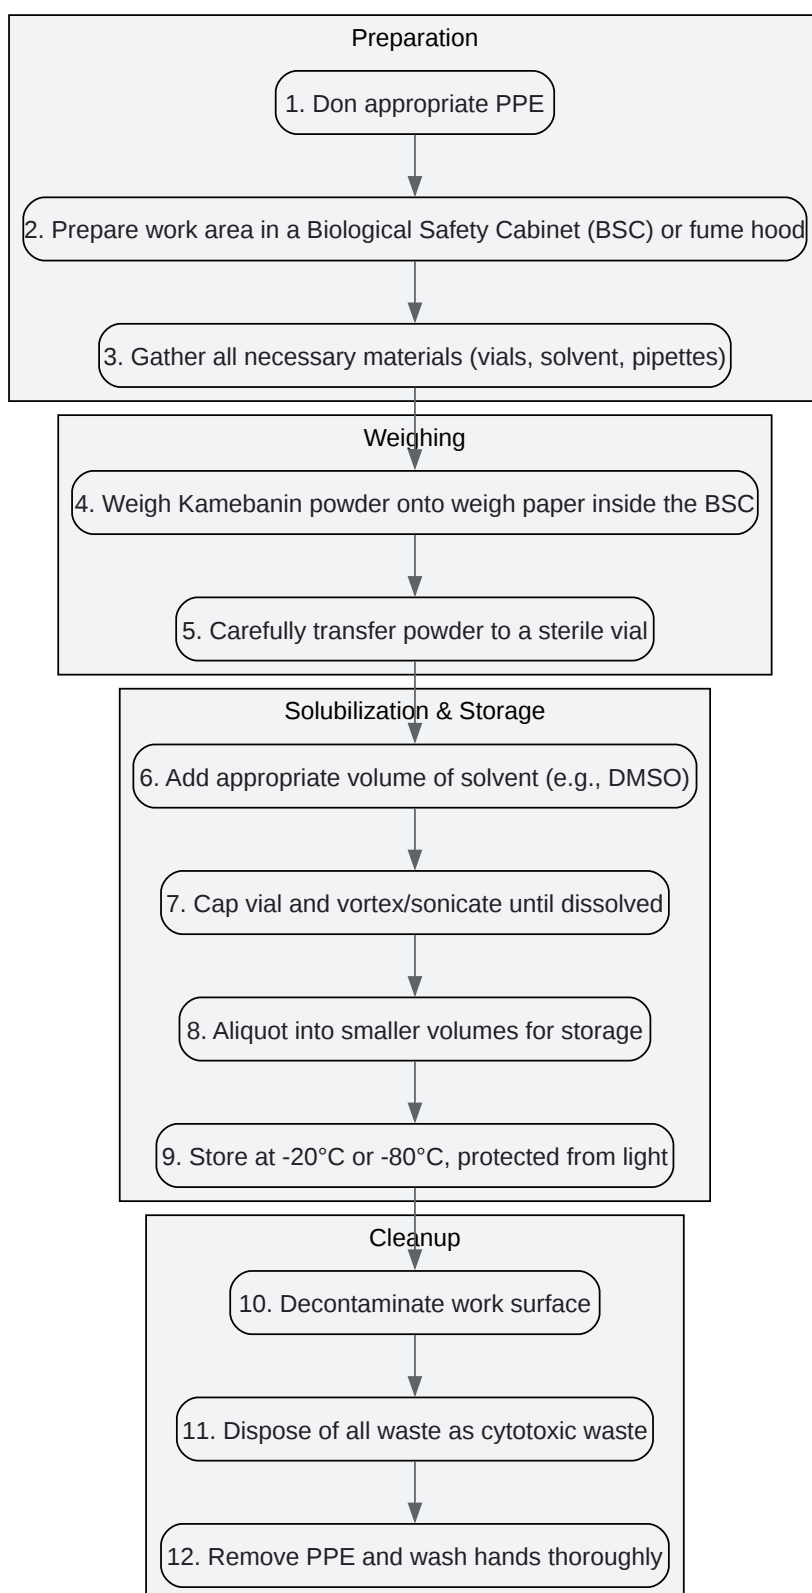 Preparation
1. Don appropriate PPE
2. Prepare work area in a Biological Safety Cabinet (BSC) or fume hood
3. Gather all necessary materials (vials, solvent, pipettes)
Weighing
4. Weigh Kamebanin powder onto weigh paper inside the BSC
5. Carefully transfer powder to a sterile vial
Solubilization & Storage
6. Add appropriate volume of solvent (e.g., DMSO)
7. Cap vial and vortex/sonicate until dissolved
8. Aliquot into smaller volumes for storage
9. Store at -20°C or -80°C, protected from light
Cleanup
10. Decontaminate work surface
11. Dispose of all waste as cytotoxic waste
12. Remove PPE and wash hands thoroughly